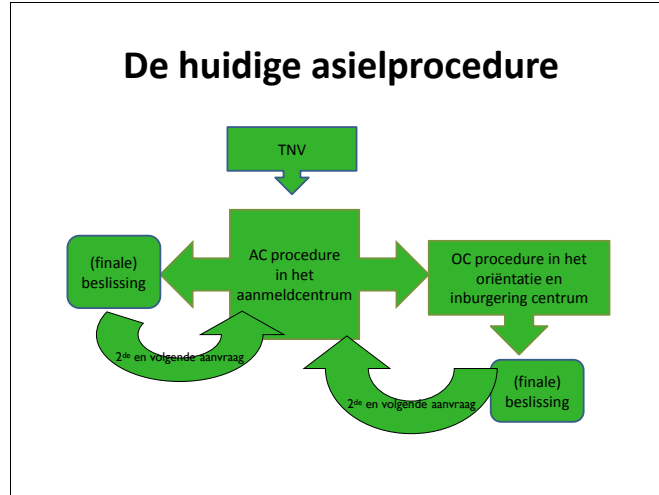 De huidige asielprocedure
TNV
(finale)
beslissing
AC procedure
in het
aanmeldcentrum
OC procedure in het
oriëntatie en
inburgering centrum
2de en volgende aanvraag
2de en volgende aanvraag
(finale)
beslissing